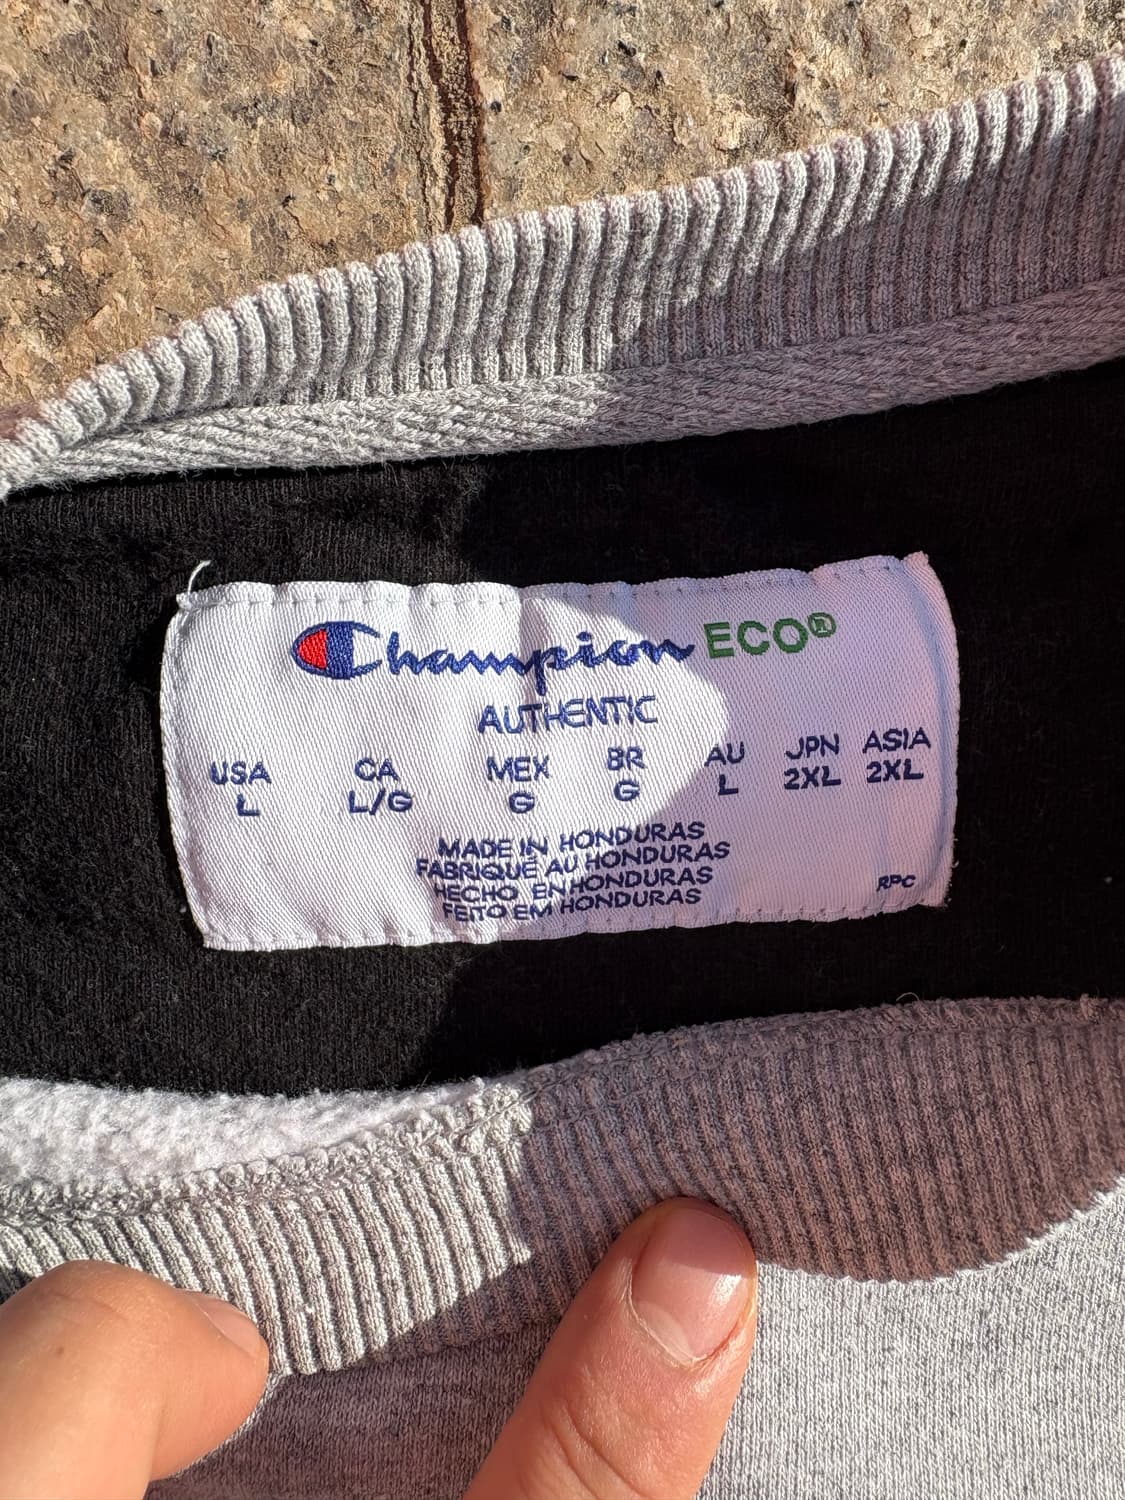 Champion ECO®
AUTHENTIC
USA CA MEX BR AU JPN ASIA
L L/G G G L 2XL 2XL
MADE IN HONDURAS
FABRIQUÉ AU HONDURAS
HECHO EN HONDURAS
FEITO EM HONDURAS
RPC